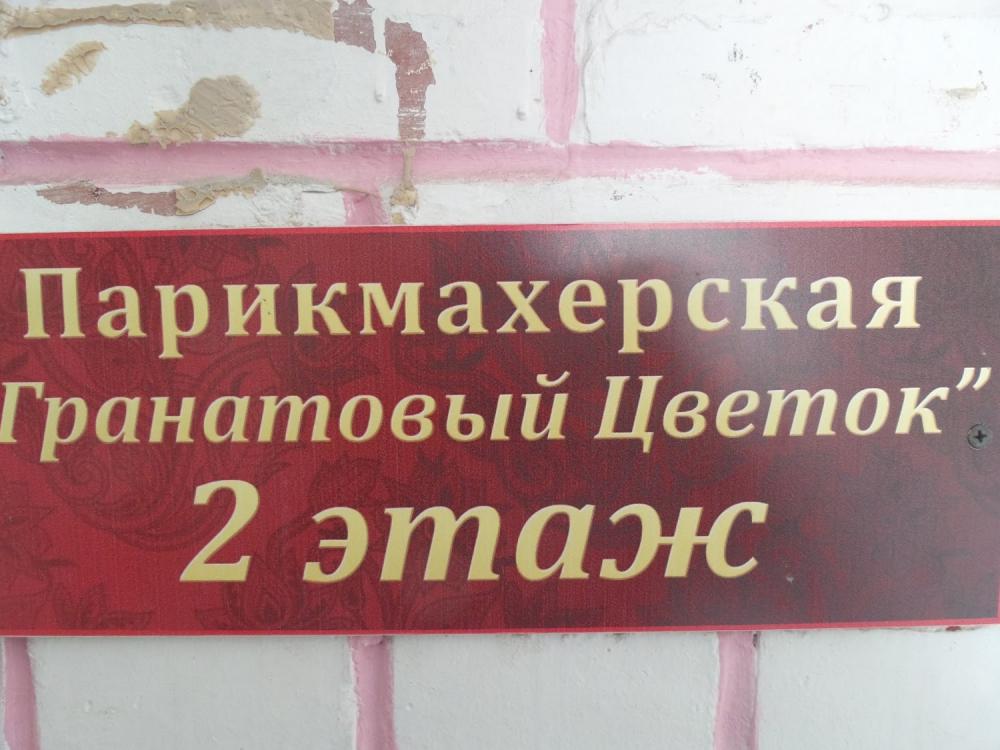 Парикмахерская
Гранатовый Цветок”
2 этаж